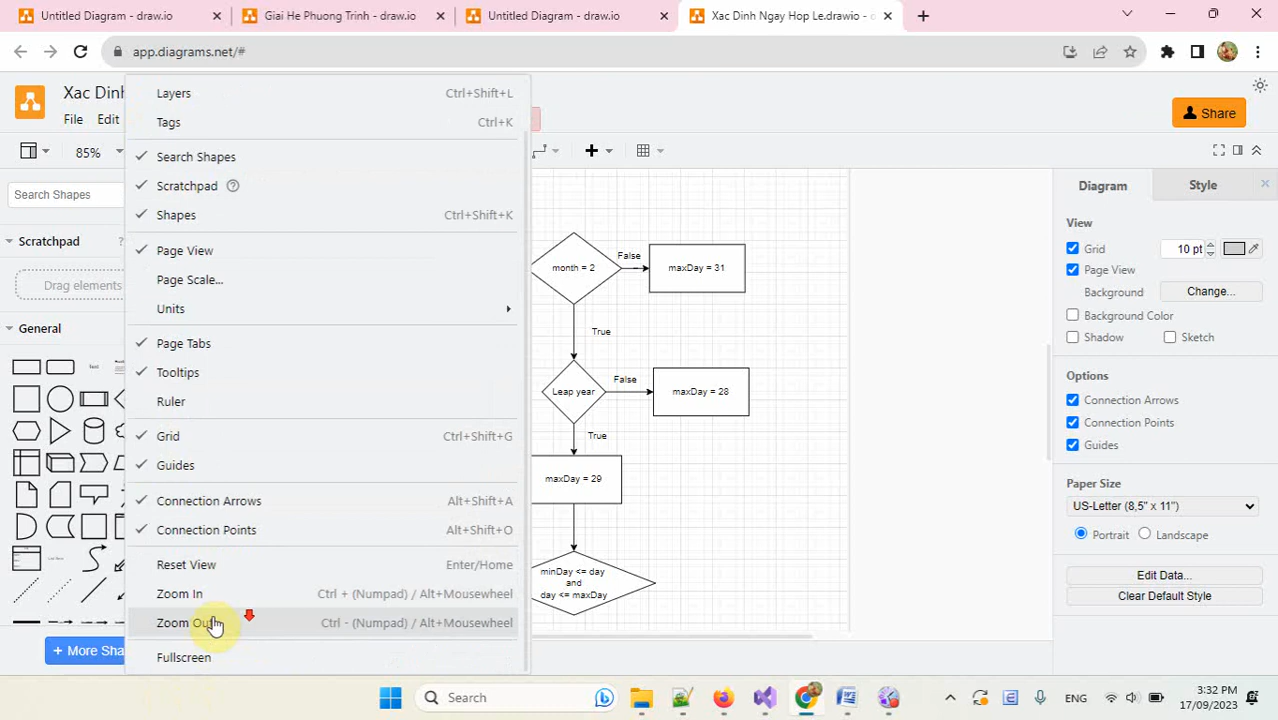 Untitled Diagram - draw.io
Giai He Phuong Trinh - draw.io
Untitled Diagram - draw.io
Xac Dinh Ngay Hop Le.drawio -
app.diagrams.net/#
Xac Dinh
File Edit
Share
85%
Search Shapes
Scratchpad ?
Drag elements
General
Text
+ More Sha
Layers Ctrl+Shift+L
Tags Ctrl+K
Search Shapes
Scratchpad ?
Shapes Ctrl+Shift+K
Page View
Page Scale...
Units
Page Tabs
Tooltips
Ruler
Grid Ctrl+Shift+G
Guides
Connection Arrows Alt+Shift+A
Connection Points Alt+Shift+O
Reset View Enter/Home
Zoom In Ctrl + (Numpad) / Alt+Mousewheel
Zoom Out Ctrl - (Numpad) / Alt+Mousewheel
Fullscreen
month = 2
False
maxDay = 31
True
Leap year
False
maxDay = 28
True
maxDay = 29
minDay <= day
and
day <= maxDay
Diagram Style
View
Grid 10 pt
Page View
Background Change...
Background Color
Shadow Sketch
Options
Connection Arrows
Connection Points
Guides
Paper Size
US-Letter (8,5" x 11")
Portrait Landscape
Edit Data...
Clear Default Style
Search
ENG
3:32 PM
17/09/2023